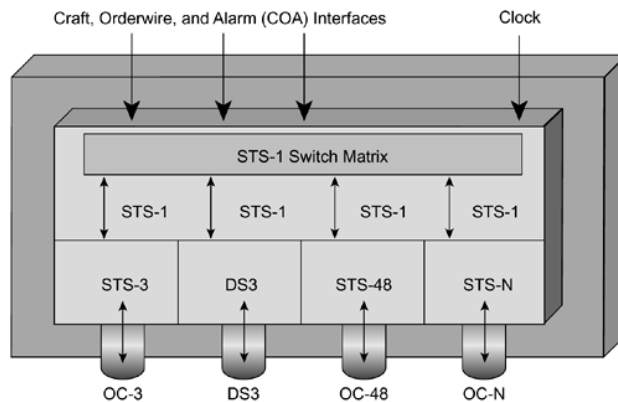 Craft, Orderwire, and Alarm (COA) Interfaces
Clock
STS-1 Switch Matrix
STS-1
STS-1
STS-1
STS-1
STS-3
DS3
STS-48
STS-N
OC-3
DS3
OC-48
OC-N